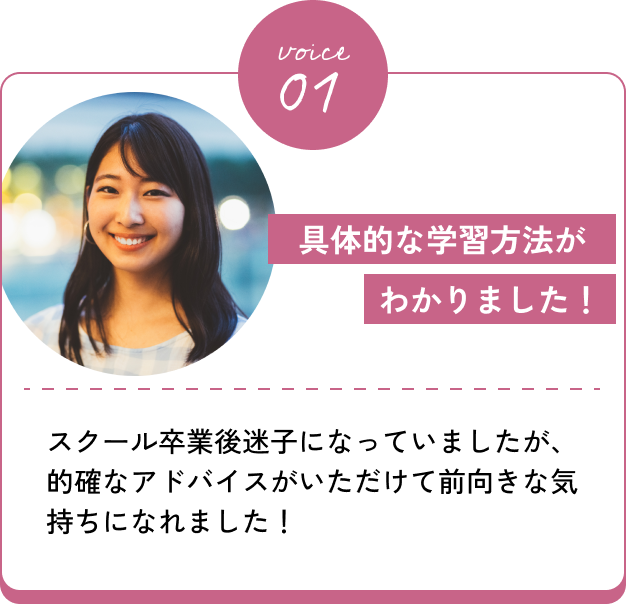 voice
01
具体的な学習方法が
わかりました！
スクール卒業後迷子になっていましたが、
的確なアドバイスがいただけて前向きな気
持ちになれました！